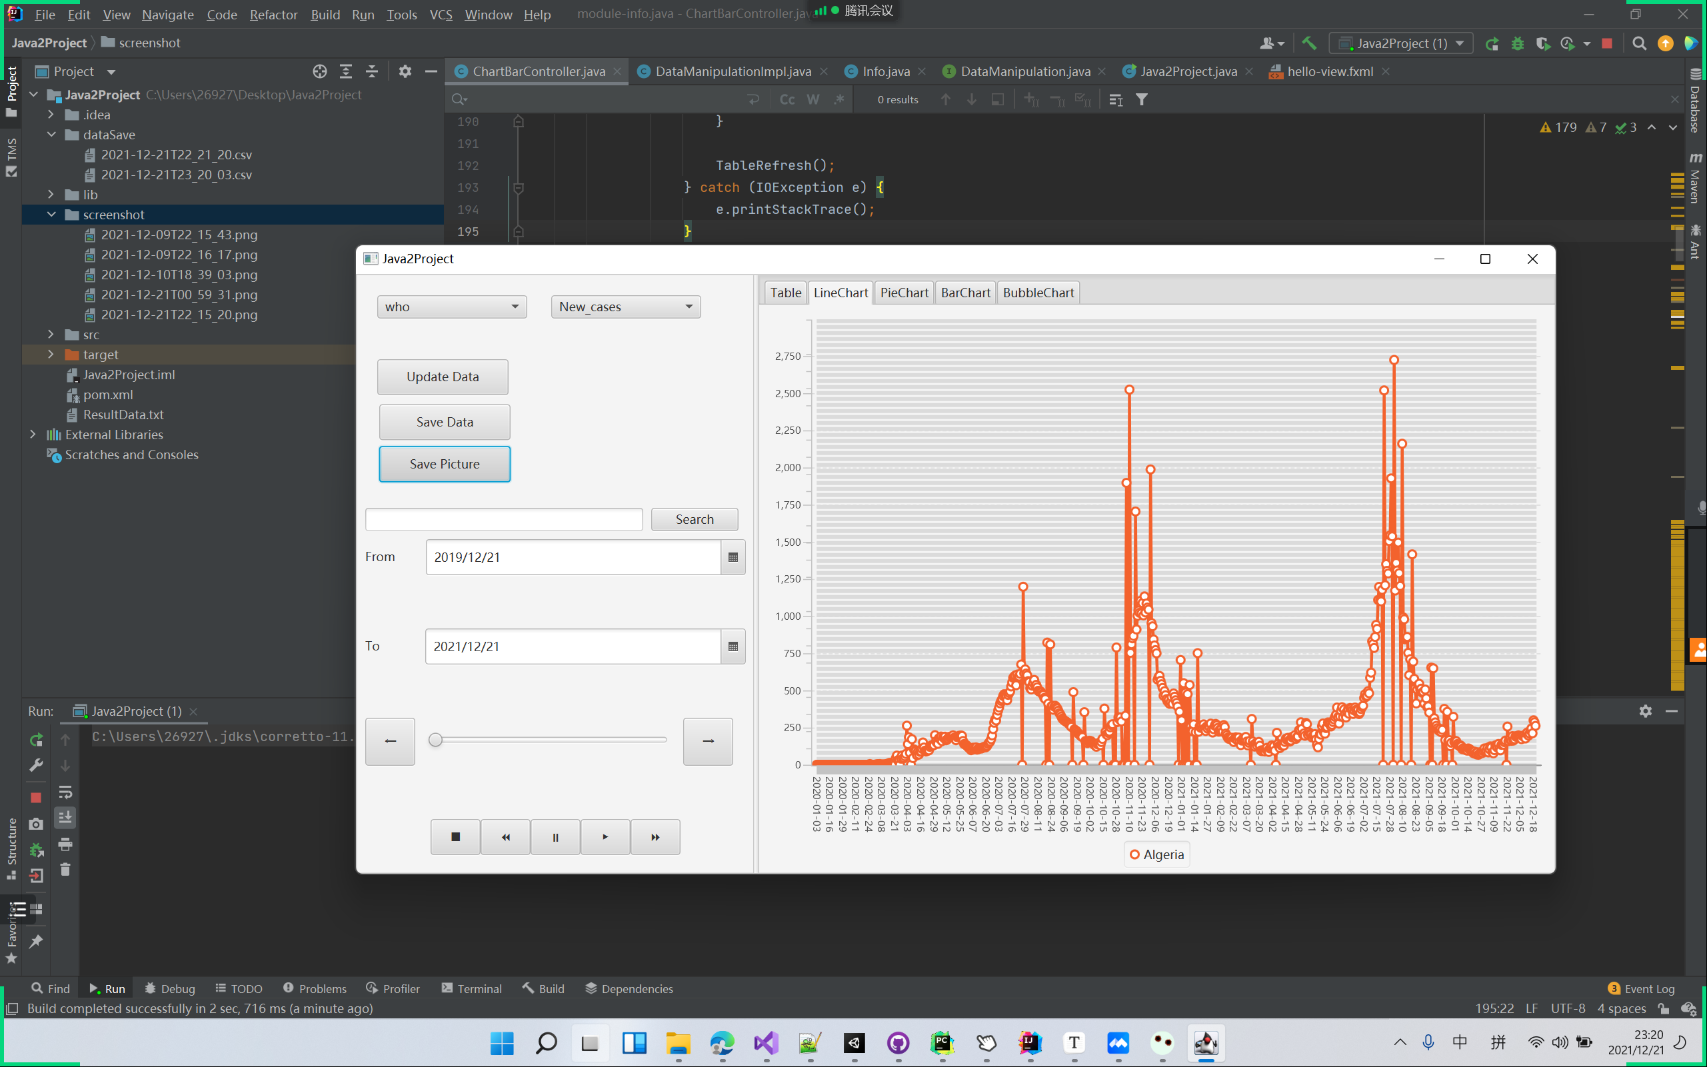 File Edit View Navigate Code Refactor Build Run Tools VCS Window Help module-info.java - ChartBarController.jav
腾讯会议
Java2Project screenshot
Java2Project (1)
Project
ChartBarController.java DataManipulationImpl.java Info.java DataManipulation.java Java2Project.java hello-view.fxml
Cc W 0 results
179 7 3
Java2Project C:\Users\26927\Desktop\Java2Project
.idea
dataSave
2021-12-21T22_21_20.csv
2021-12-21T23_20_03.csv
lib
screenshot
2021-12-09T22_15_43.png
2021-12-09T22_16_17.png
2021-12-10T18_39_03.png
2021-12-21T00_59_31.png
2021-12-21T22_15_20.png
src
target
Java2Project.iml
pom.xml
ResultData.txt
External Libraries
Scratches and Consoles
190 }
191
192 TableRefresh();
193 } catch (IOException e) {
194 e.printStackTrace();
195 }
Project
TMS
Structure
Favorites
Database
Maven
Ant
Java2Project
who New_cases
Update Data
Save Data
Save Picture
Search
From 2019/12/21
To 2021/12/21
Table LineChart PieChart BarChart BubbleChart
2,750
2,500
2,250
2,000
1,750
1,500
1,250
1,000
750
500
250
0
2020-01-03
2020-01-16
2020-01-29
2020-02-11
2020-02-24
2020-03-08
2020-03-21
2020-04-03
2020-04-16
2020-04-29
2020-05-12
2020-05-25
2020-06-07
2020-06-20
2020-07-03
2020-07-16
2020-07-29
2020-08-11
2020-08-24
2020-09-06
2020-09-19
2020-10-02
2020-10-15
2020-10-28
2020-11-10
2020-11-23
2020-12-06
2020-12-19
2021-01-01
2021-01-14
2021-01-27
2021-02-09
2021-02-22
2021-03-07
2021-03-20
2021-04-02
2021-04-15
2021-04-28
2021-05-11
2021-05-24
2021-06-06
2021-06-19
2021-07-02
2021-07-15
2021-07-28
2021-08-10
2021-08-23
2021-09-05
2021-09-18
2021-10-01
2021-10-14
2021-10-27
2021-11-09
2021-11-22
2021-12-05
2021-12-18
Algeria
Run: Java2Project (1)
C:\Users\26927\.jdks\corretto-11.
Find Run Debug TODO Problems Profiler Terminal Build Dependencies 3 Event Log
Build completed successfully in 2 sec, 716 ms (a minute ago) 195:22 LF UTF-8 4 spaces
中 拼 23:20
2021/12/21